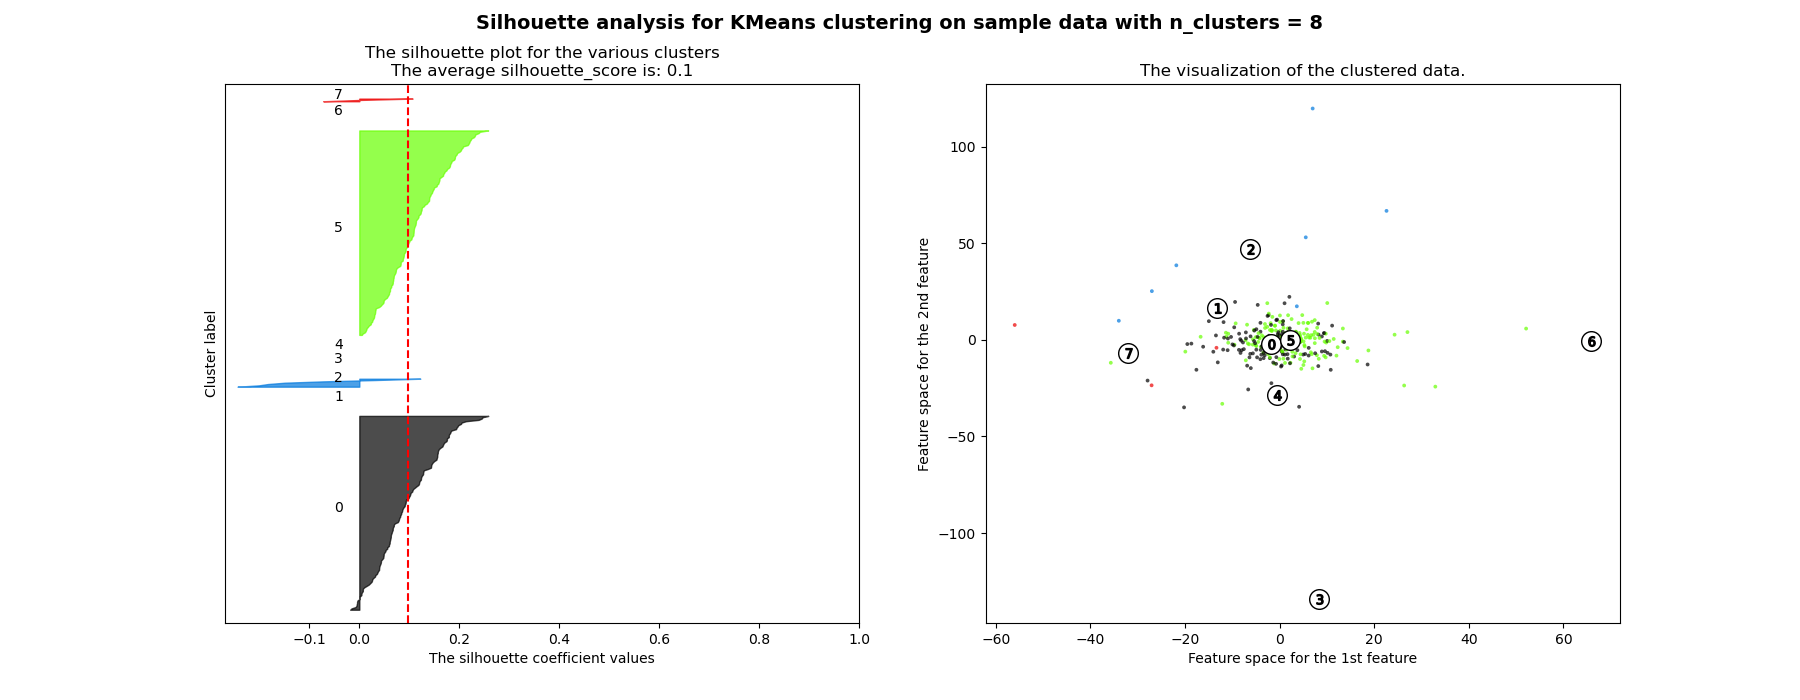 Silhouette analysis for KMeans clustering on sample data with n_clusters = 8
The silhouette plot for the various clusters
The average silhouette_score is: 0.1
7
6
5
4
3
2
1
0
Cluster label
−0.1 0.0 0.2 0.4 0.6 0.8 1.0
The silhouette coefficient values
The visualization of the clustered data.
100
50
0
−50
−100
Feature space for the 2nd feature
2
1
0 5
6
7
4
3
−60 −40 −20 0 20 40 60
Feature space for the 1st feature